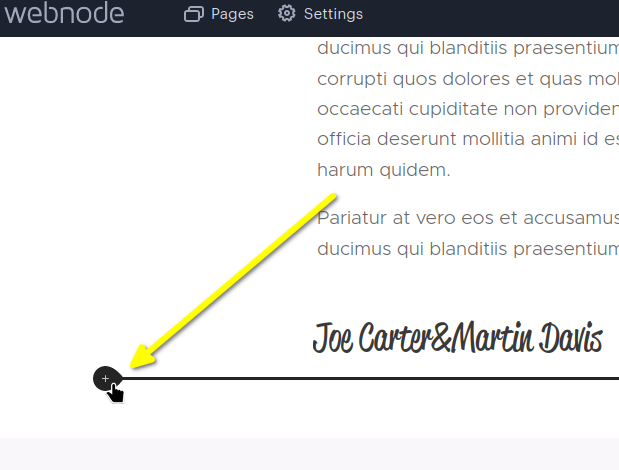 webnode Pages Settings
ducimus qui blanditiis praesentium
corrupti quos dolores et quas mol
occaecati cupiditate non providen
officia deserunt mollitia animi id es
harum quidem.
Pariatur at vero eos et accusamus
ducimus qui blanditiis praesentium
Joe Carter&Martin Davis